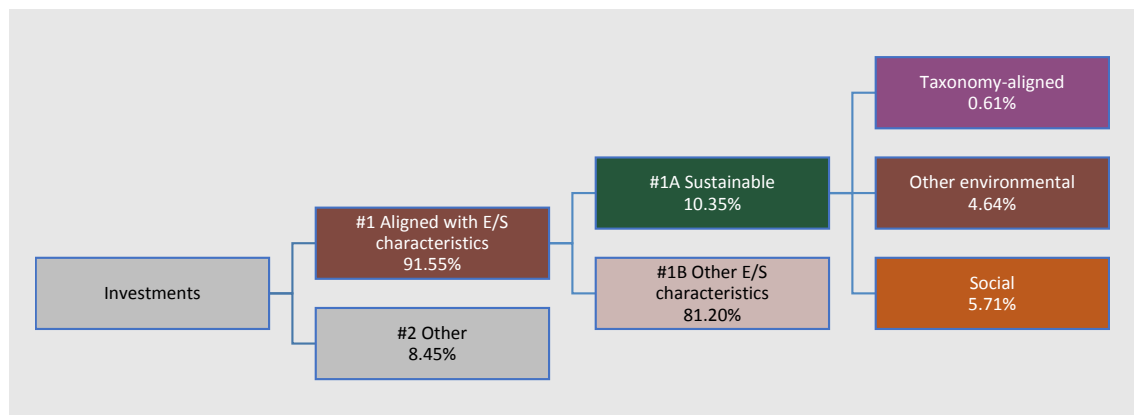 Investments
#1 Aligned with E/S
characteristics
91.55%
#2 Other
8.45%
#1A Sustainable
10.35%
#1B Other E/S
characteristics
81.20%
Taxonomy-aligned
0.61%
Other environmental
4.64%
Social
5.71%